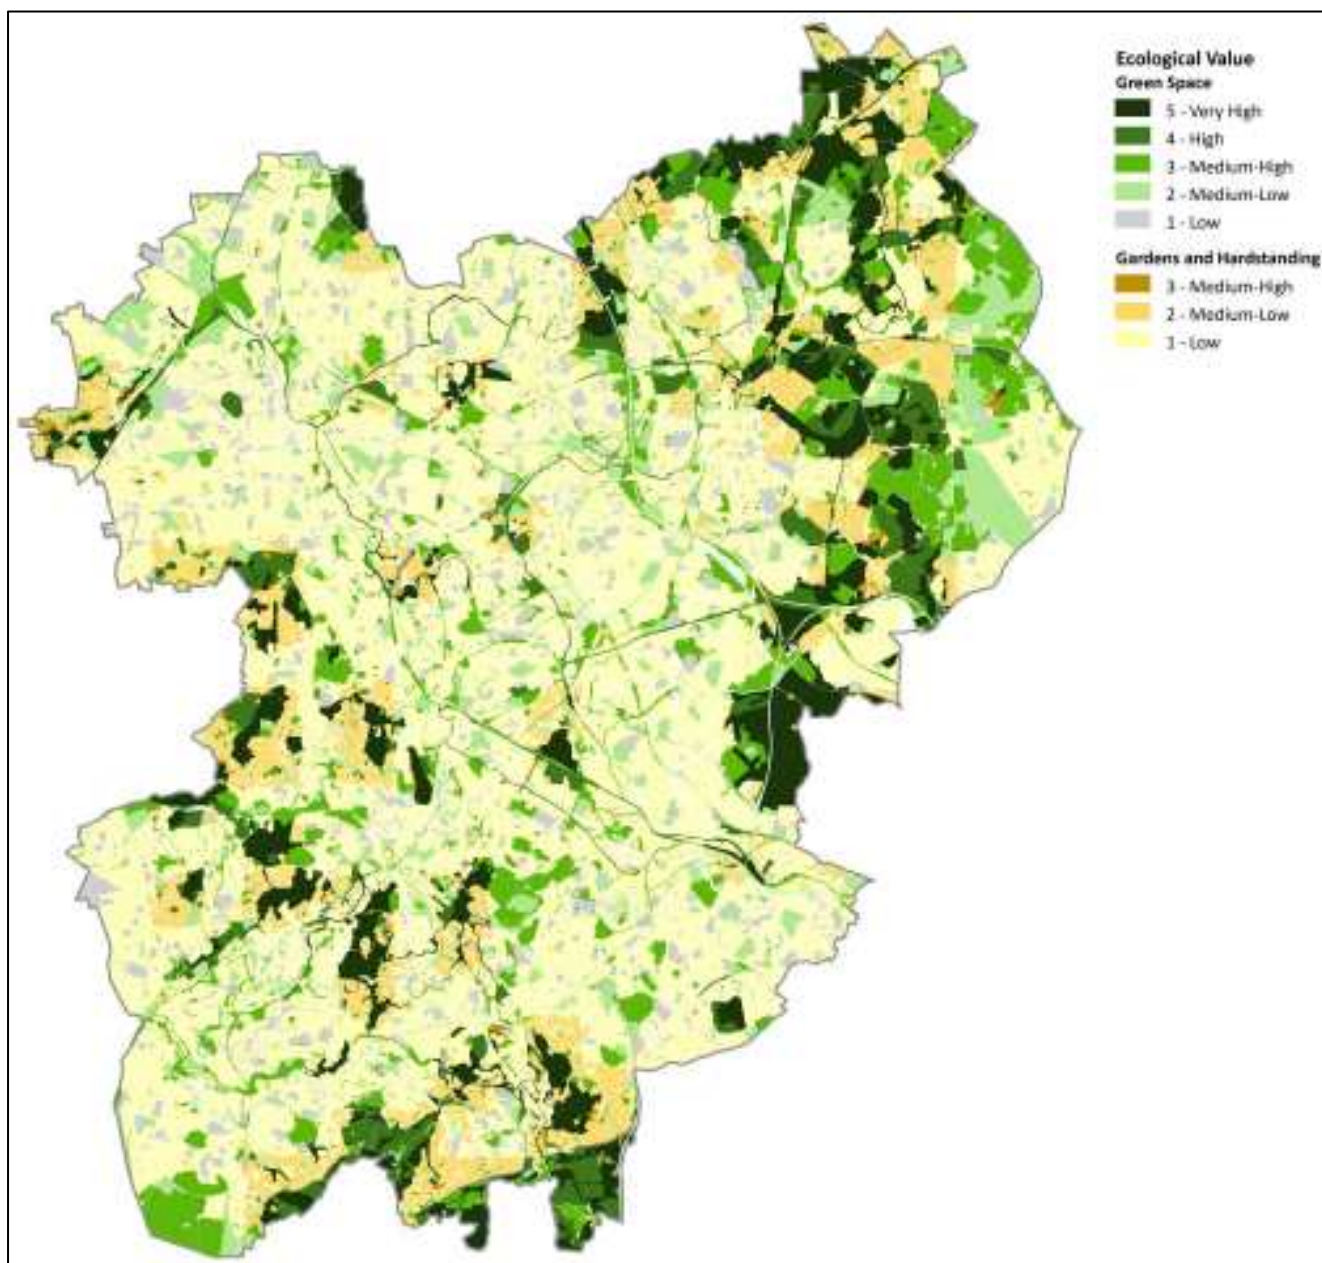 Ecological Value
Green Space
5 - Very High
4 - High
3 - Medium-High
2 - Medium-Low
1 - Low
Gardens and Hardstanding
3 - Medium-High
2 - Medium-Low
1 - Low